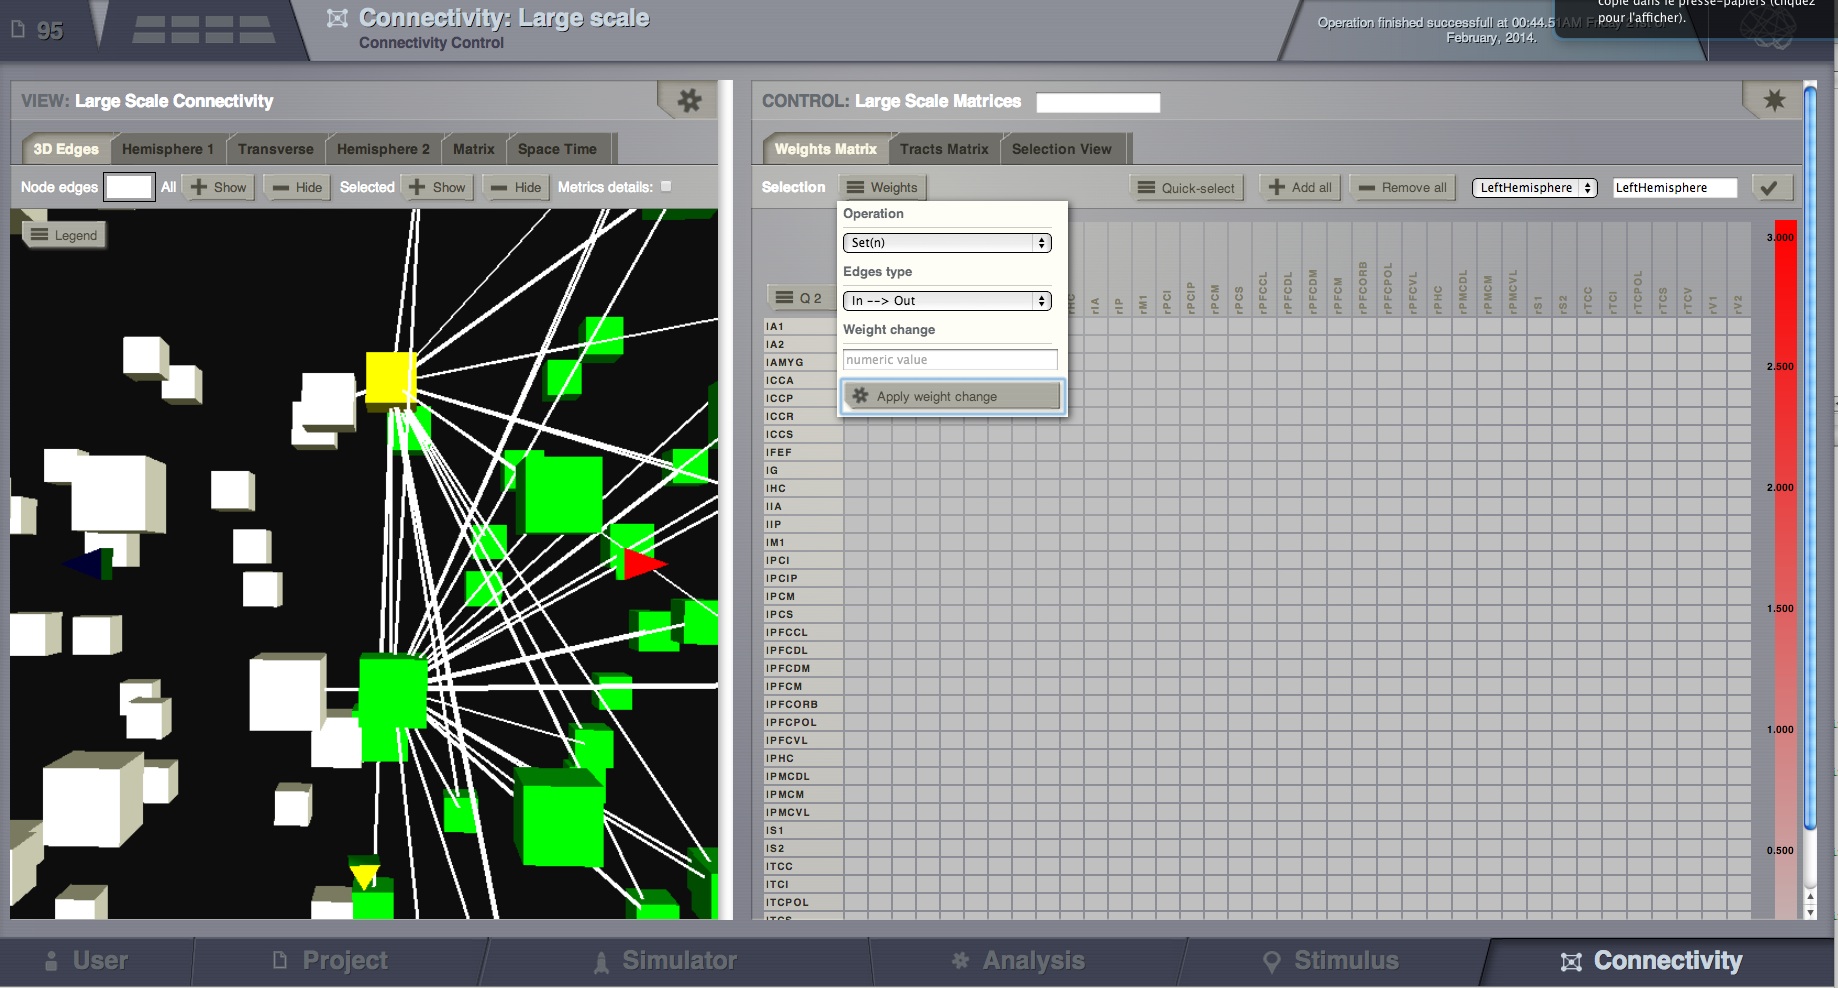 95
Connectivity: Large scale
Connectivity Control
Operation finished successfull at 00:44.51AM Friday 21st of
February, 2014.
copié dans le presse-papiers (cliquez
pour l'afficher).
VIEW: Large Scale Connectivity
3D Edges Hemisphere 1 Transverse Hemisphere 2 Matrix Space Time
Node edges All Show Hide Selected Show Hide Metrics details:
Legend
CONTROL: Large Scale Matrices
Weights Matrix Tracts Matrix Selection View
Selection Weights Quick-select Add all Remove all LeftHemisphere LeftHemisphere
Operation
Set(n)
Edges type
In --> Out
Weight change
numeric value
Apply weight change
Q 2
rIA
rIP
rM1
rPCI
rPCIP
rPCM
rPCS
rPFCCL
rPFCDL
rPFCDM
rPFCM
rPFCORB
rPFCPOL
rPFCVL
rPHC
rPMCDL
rPMCM
rPMCVL
rS1
rS2
rTCC
rTCI
rTCPOL
rTCS
rTCV
rV1
rV2
lA1
lA2
lAMYG
lCCA
lCCP
lCCR
lCCS
lFEF
lG
lHC
lIA
lIP
lM1
lPCI
lPCIP
lPCM
lPCS
lPFCCL
lPFCDL
lPFCDM
lPFCM
lPFCORB
lPFCPOL
lPFCVL
lPHC
lPMCDL
lPMCM
lPMCVL
lS1
lS2
lTCC
lTCI
lTCPOL
lTCS
3.000
2.500
2.000
1.500
1.000
0.500
User Project Simulator Analysis Stimulus Connectivity